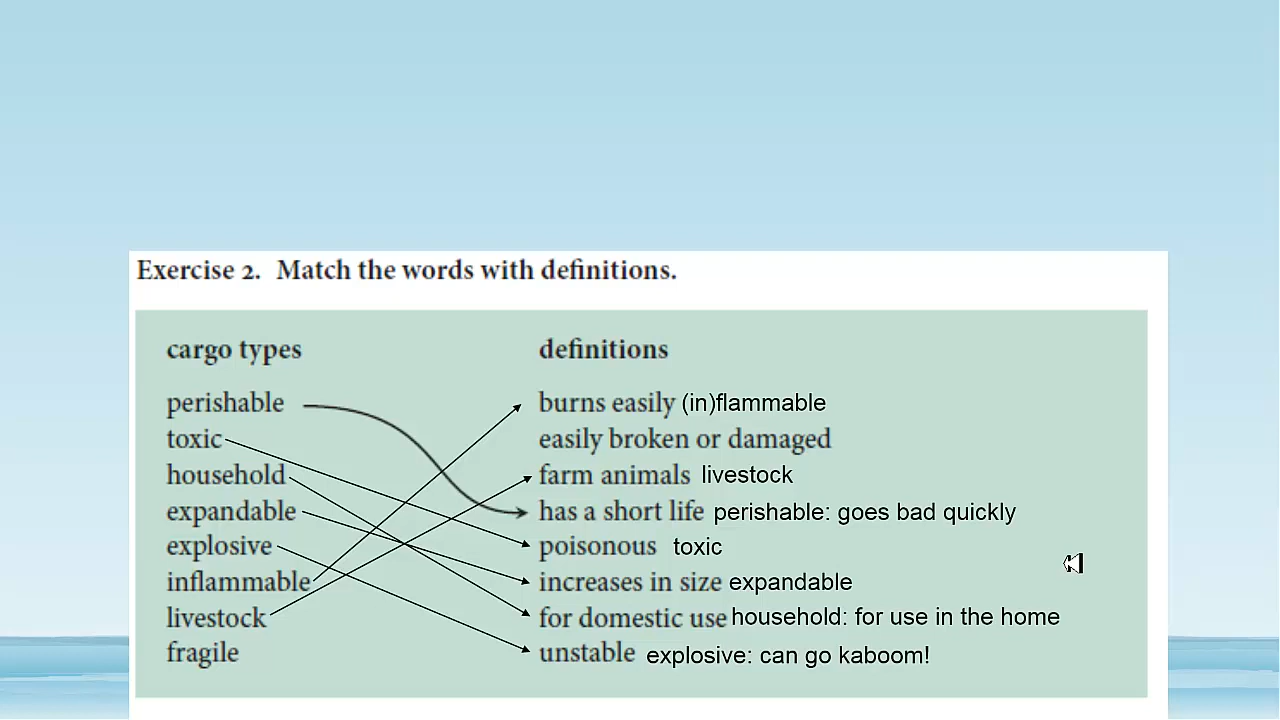 Exercise 2. Match the words with definitions.
cargo types definitions
perishable burns easily (in)flammable
toxic easily broken or damaged
household farm animals livestock
expandable has a short life perishable: goes bad quickly
explosive poisonous toxic
inflammable increases in size expandable
livestock for domestic use household: for use in the home
fragile unstable explosive: can go kaboom!